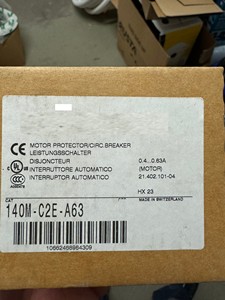 MOTOR PROTECTOR/CIRC.BREAKER
LEISTUNGSSCHALTER
DISJONCTEUR 0.4...0.63A
INTERRUTTORE AUTOMATICO (MOTOR)
INTERRUPTOR AUTOMATICO 21.402.101-04
HX 23
CAT MADE IN SWITZERLAND
140M-C2E-A63
10662468964309